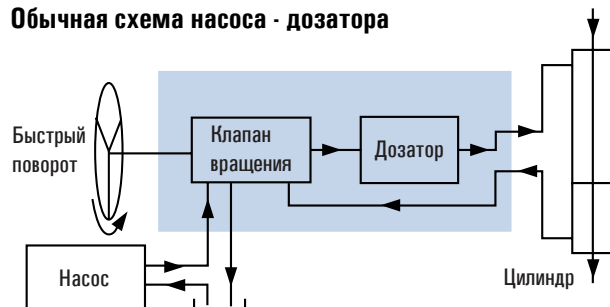 Обычная схема насоса - дозатора
Быстрый
поворот
Клапан
вращения
Дозатор
Насос
Цилиндр